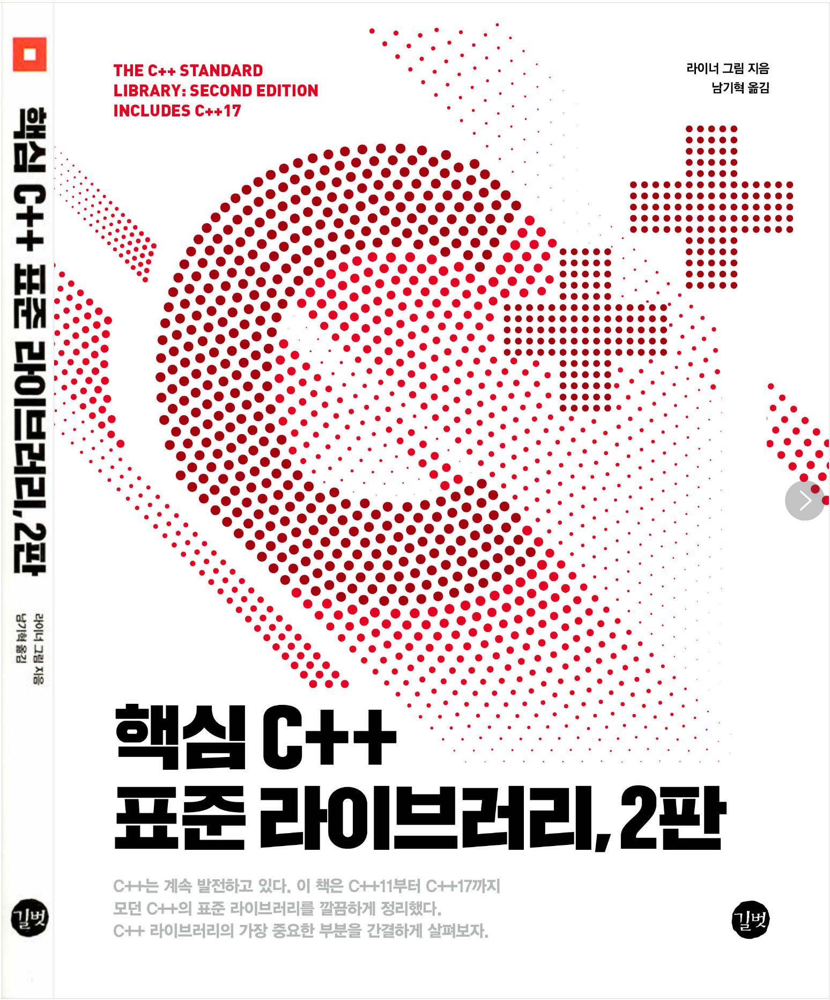 핵심 C++ 표준 라이브러리, 2판
라이너 그림 지음
남기혁 옮김
길벗
THE C++ STANDARD
LIBRARY: SECOND EDITION
INCLUDES C++17
라이너 그림 지음
남기혁 옮김
핵심 C++
표준 라이브러리, 2판
C++는 계속 발전하고 있다. 이 책은 C++11부터 C++17까지
모던 C++의 표준 라이브러리를 깔끔하게 정리했다.
C++ 라이브러리의 가장 중요한 부분을 간결하게 살펴보자.
길벗